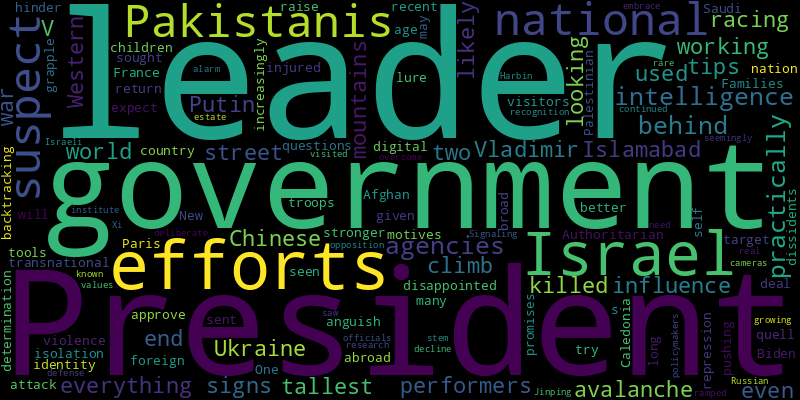 hinder Pakistanis raise recent national Saudi embrace
V children Western leader may likely racing
sought age working
suspect grapple France injured increasingly mountains lure looking used tips nation
war return alarm Harbin rare Families
expect Putin digital visitors Palestinian intelligence
estate questions recognition continued behind practically
Israeli world country street visited two Vladimir Islamabad seemingly
backtracking overcome
government
will institute New troops Afghan given better broad self dissidents
Xi deliberate Chinese stronger motives Signaling Authoritarian need
tools Paris opposition agencies Israel target real
transnational known efforts seen climb cameras
values disappointed killed influence deal
President
determination approve sent saw many promises s Caledonia growing
violence end anguish officials stem policymakers quell
isolation Ukraine research decline long repression pushing Biden
identity foreign abroad try
defense One Russian
attack everything signs tallest performers Jinping avalanche ramped even